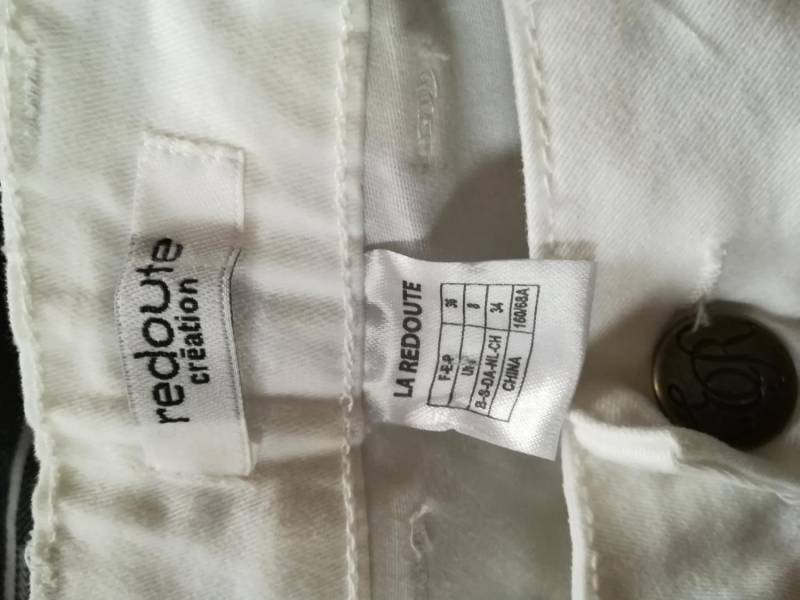 redoute
création
LA REDOUTE
F-E-P 36
UK 8
B-S-DA-NL-CH 34
CHINA 160/68A